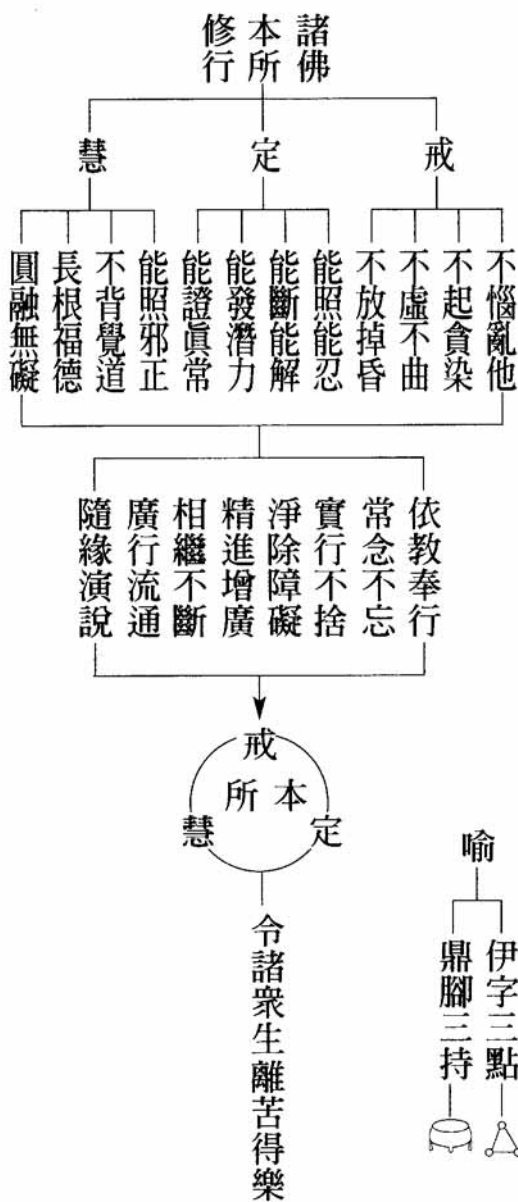 諸佛
本所
修行
戒
定
慧
不惱亂他
不起貪染
不虛不曲
不放掉昏
能照能忍
能斷能解
能發潛力
能證眞常
能照邪正
不背覺道
長根福德
圓融無礙
依教奉行
常念不忘
實行不捨
淨除障礙
精進增廣
相繼不斷
廣行流通
隨緣演說
戒
本所
定
慧
令諸衆生離苦得樂
喻
伊字三點
鼎腳三持